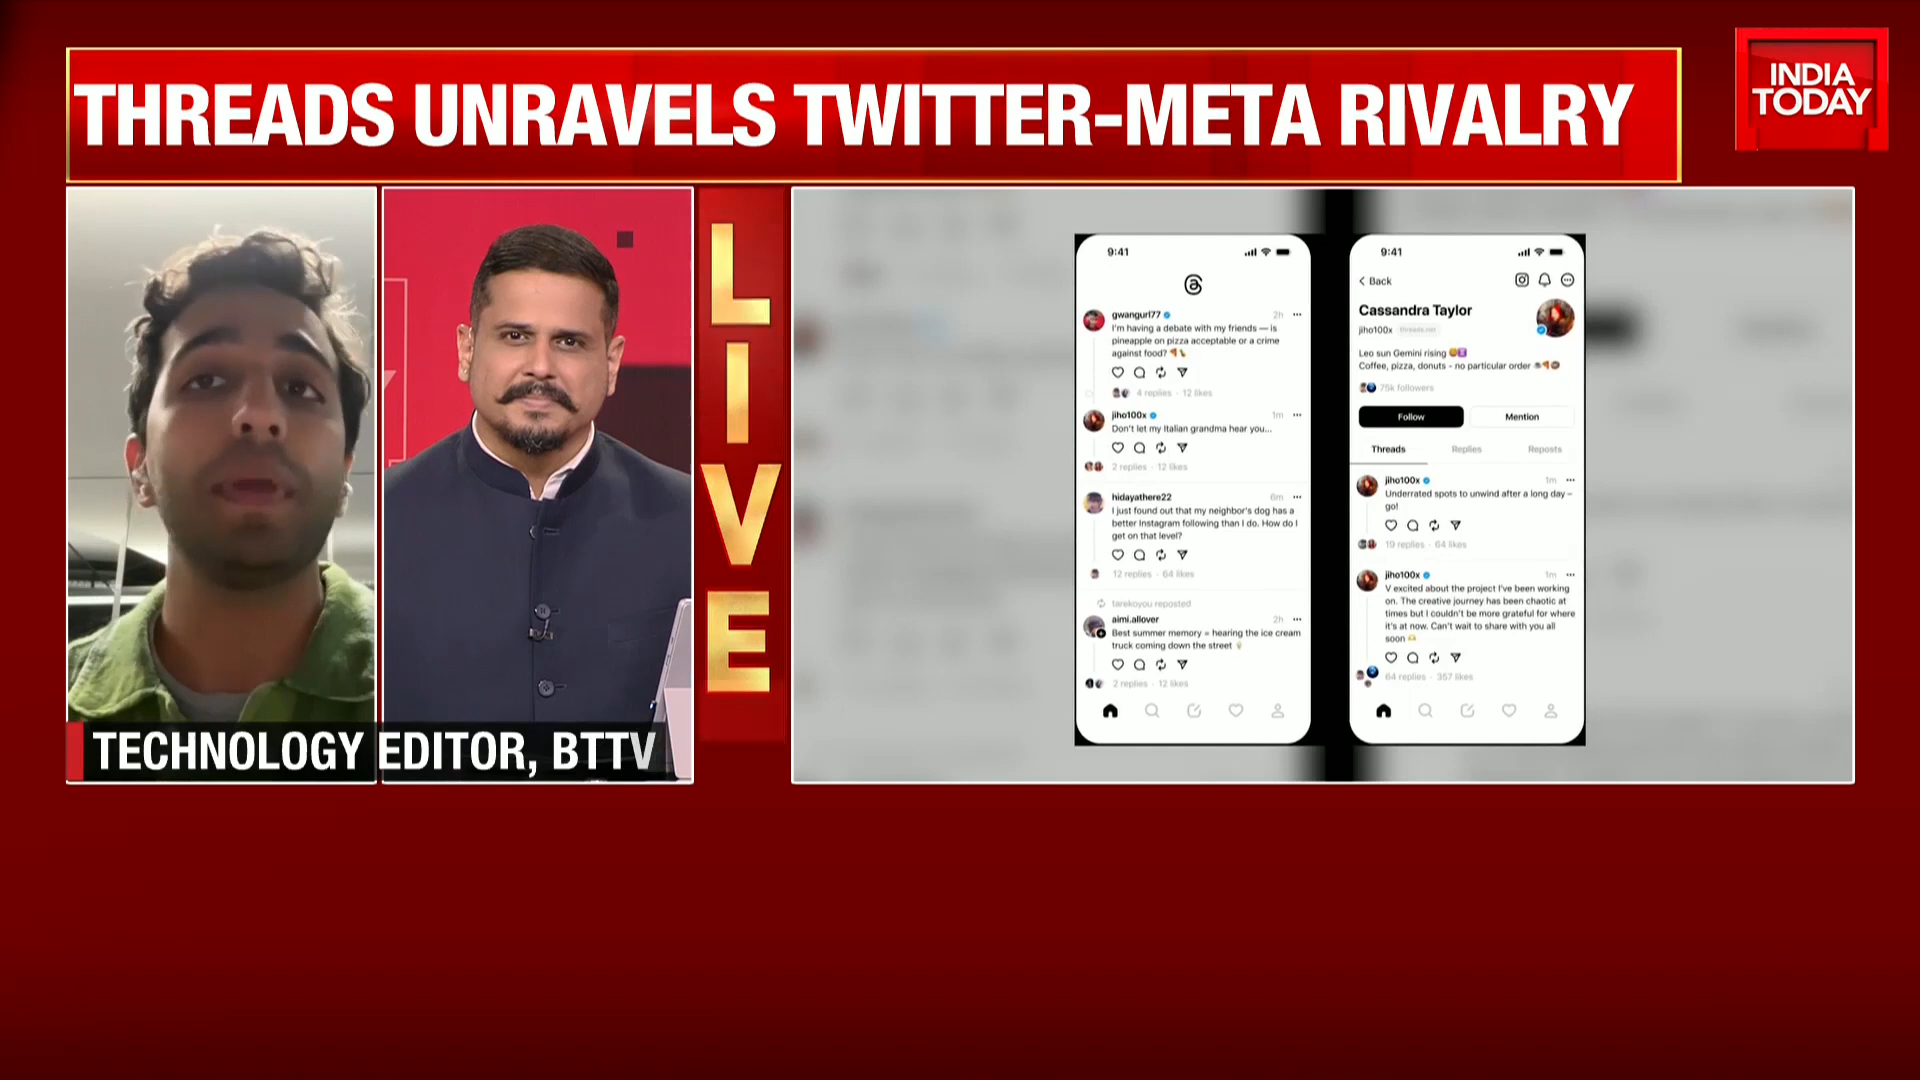 THREADS UNRAVELS TWITTER-META RIVALRY
INDIA
TODAY
LIVE
TECHNOLOGY EDITOR, BTTV
9:41
gwangurl77 2h
I'm having a debate with my friends — is
pineapple on pizza acceptable or a crime
against food?
4 replies · 12 likes
jiho100x 1m
Don't let my Italian grandma hear you...
2 replies · 12 likes
hidayathere22 6m
I just found out that my neighbor's dog has a
better Instagram following than I do. How do I
get on that level?
12 replies · 64 likes
tarekoyou reposted
aimi.allover 2h
Best summer memory = hearing the ice cream
truck coming down the street
2 replies · 12 likes
9:41
Back
Cassandra Taylor
jiho100x threads.net
Leo sun Gemini rising
Coffee, pizza, donuts - no particular order
75k followers
Follow Mention
Threads Replies Reposts
jiho100x 1m
Underrated spots to unwind after a long day –
go!
19 replies · 64 likes
jiho100x 1m
V excited about the project I've been working
on. The creative journey has been chaotic at
times but I couldn't be more grateful for where
it's at now. Can't wait to share with you all
soon
64 replies · 357 likes